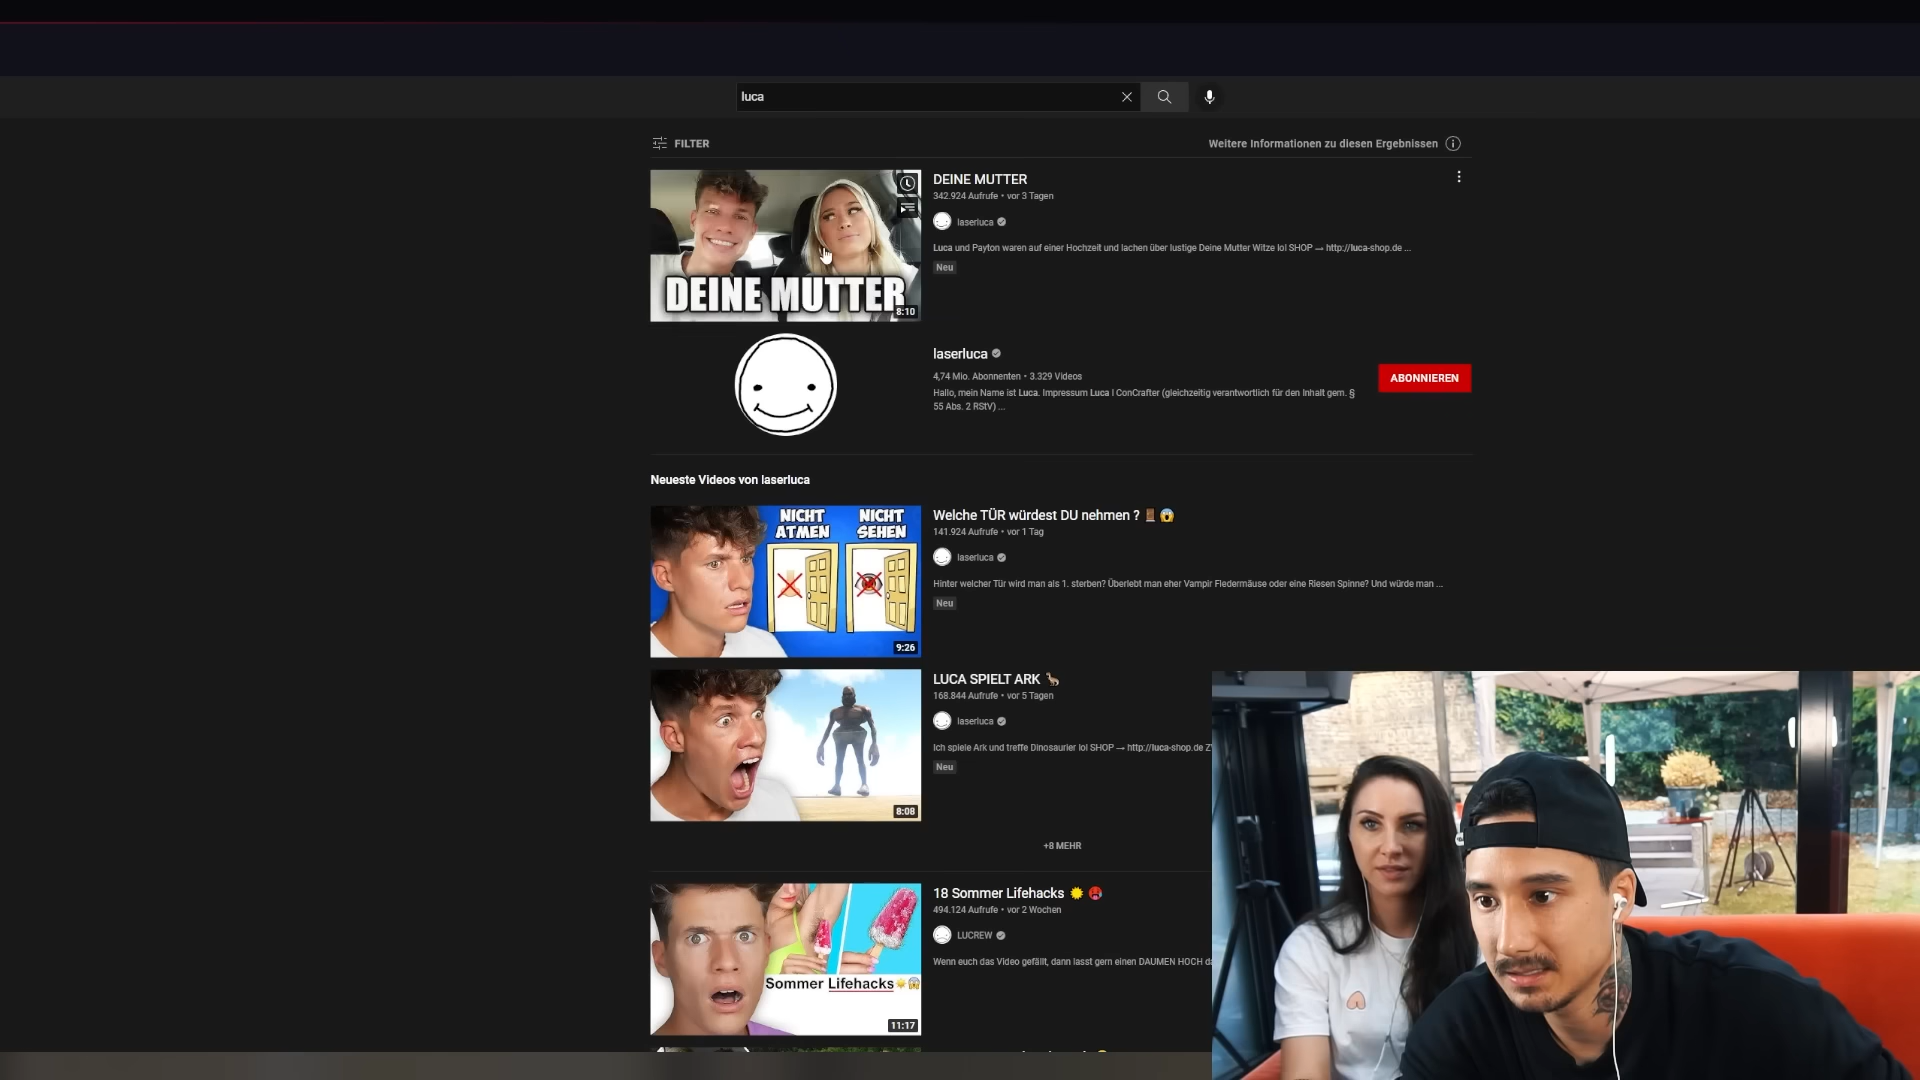 luca
FILTER
Weitere Informationen zu diesen Ergebnissen
DEINE MUTTER
8:10
DEINE MUTTER
342.924 Aufrufe • vor 3 Tagen
laserluca
Luca und Payton waren auf einer Hochzeit und lachen über lustige Deine Mutter Witze lol SHOP → http://luca-shop.de ...
Neu
laserluca
4,74 Mio. Abonnenten • 3.329 Videos
Hallo, mein Name ist Luca. Impressum Luca I ConCrafter (gleichzeitig verantwortlich für den Inhalt gem. §
55 Abs. 2 RStV) ...
ABONNIEREN
Neueste Videos von laserluca
NICHT ATMEN
NICHT SEHEN
9:26
Welche TÜR würdest DU nehmen ? 🚪😱
141.924 Aufrufe • vor 1 Tag
laserluca
Hinter welcher Tür wird man als 1. sterben? Überlebt man eher Vampir Fledermäuse oder eine Riesen Spinne? Und würde man ...
Neu
8:08
LUCA SPIELT ARK 🦕
168.844 Aufrufe • vor 5 Tagen
laserluca
Ich spiele Ark und treffe Dinosaurier lol SHOP → http://luca-shop.de
Neu
+8 MEHR
Sommer Lifehacks☀️😱
11:17
18 Sommer Lifehacks ☀️🥵
494.124 Aufrufe • vor 2 Wochen
LUCREW
Wenn euch das Video gefällt, dann lasst gern einen DAUMEN HOCH